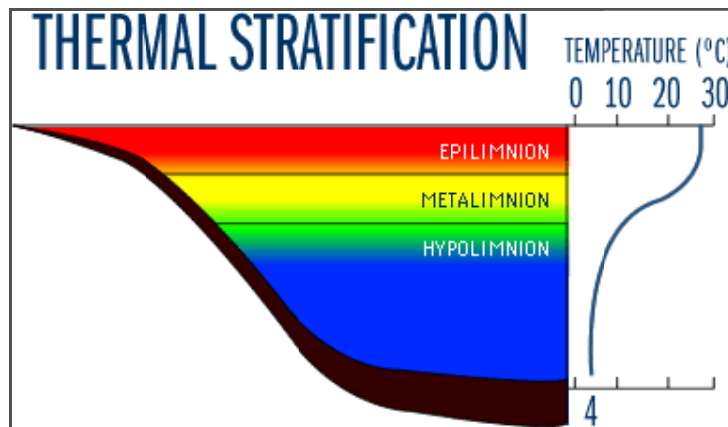 THERMAL STRATIFICATION
TEMPERATURE (°C)
0 10 20 30
EPILIMNION
METALIMNION
HYPOLIMNION
4